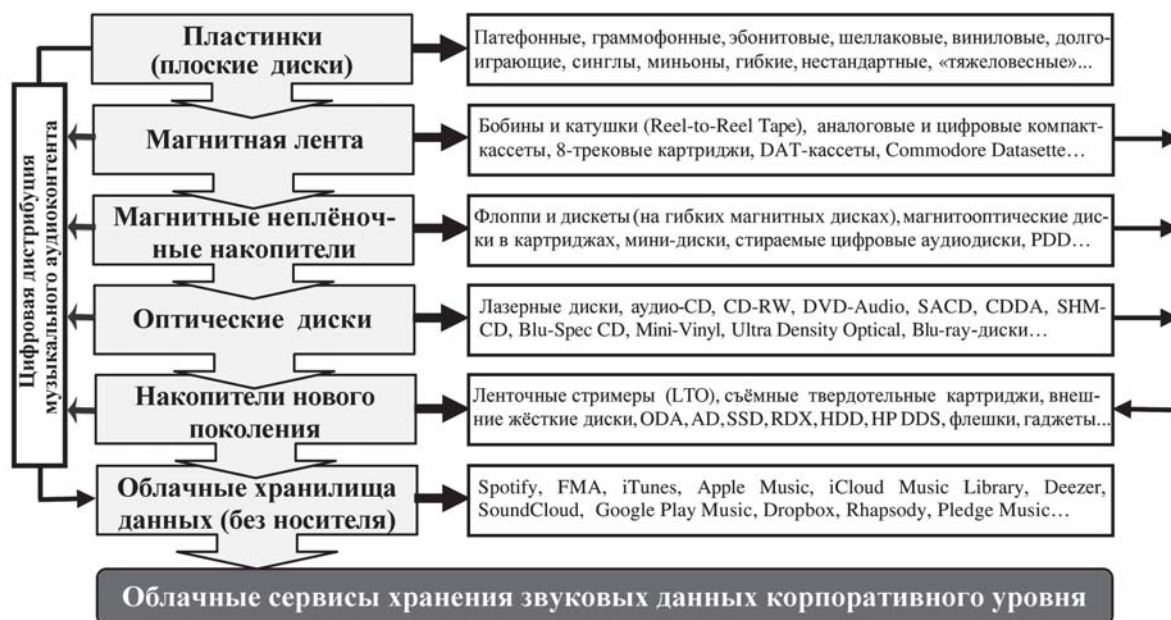 Пластинки
(плоские диски)
Патефонные, граммофонные, эбонитовые, шеллаковые, виниловые, долго-
играющие, синглы, миньоны, гибкие, нестандартные, «тяжеловесные»...
Цифровая дистрибуция
музыкального аудиоконтента
Магнитная лента
Бобины и катушки (Reel-to-Reel Tape), аналоговые и цифровые компакт-
кассеты, 8-трековые картриджи, DAT-кассеты, Commodore Datasette…
Магнитные неплёноч-
ные накопители
Флоппи и дискеты (на гибких магнитных дисках), магнитооптические дис-
ки в картриджах, мини-диски, стираемые цифровые аудиодиски, PDD…
Оптические диски
Лазерные диски, аудио-CD, CD-RW, DVD-Audio, SACD, CDDA, SHM-
CD, Blu-Spec CD, Mini-Vinyl, Ultra Density Optical, Blu-ray-диски…
Накопители нового
поколения
Ленточные стримеры (LTO), съёмные твердотельные картриджи, внеш-
ние жёсткие диски, ODA, AD, SSD, RDX, HDD, HP DDS, флешки, гаджеты...
Облачные хранилища
данных (без носителя)
Spotify, FMA, iTunes, Apple Music, iCloud Music Library, Deezer,
SoundCloud, Google Play Music, Dropbox, Rhapsody, Pledge Music…
Облачные сервисы хранения звуковых данных корпоративного уровня